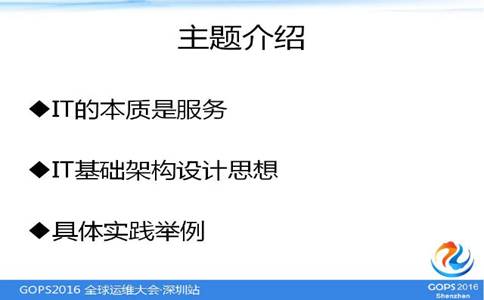 主题介绍
◆IT的本质是服务
◆IT基础架构设计思想
◆具体实践举例
GOPS2016 全球运维大会·深圳站
GOPS2016
Shenzhen